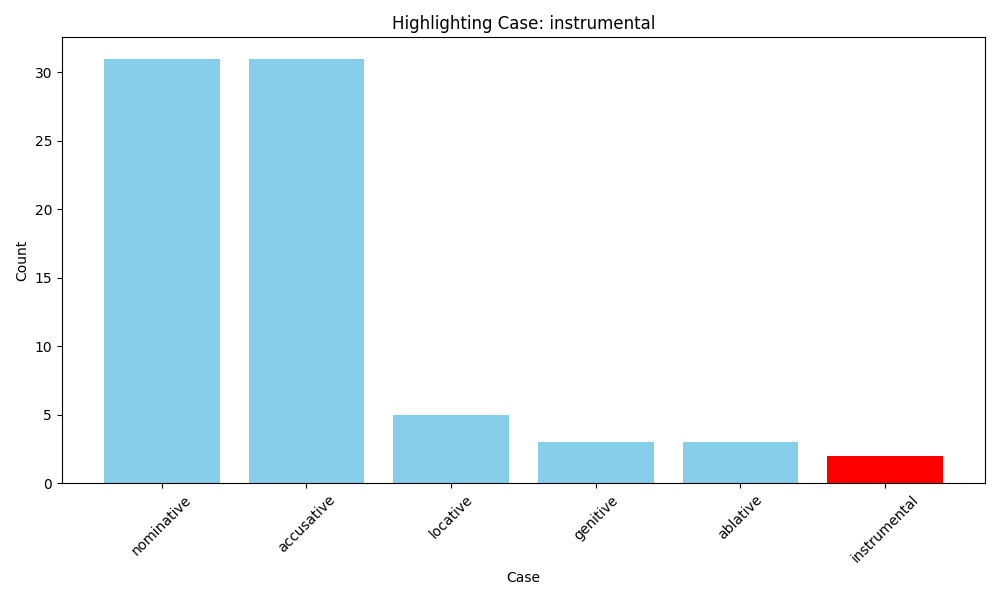 Highlighting Case: instrumental
Count
30
25
20
15
10
5
0
nominative
accusative
locative
genitive
ablative
instrumental
Case